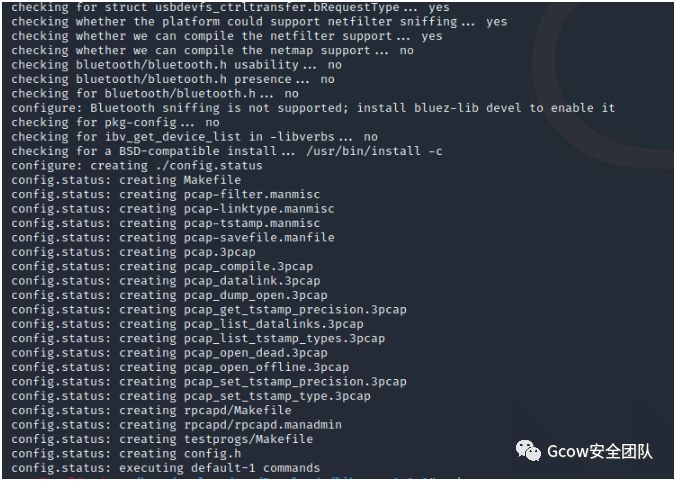 checking for struct usbdevfs_ctrltransfer.bRequestType... yes
checking whether the platform could support netfilter sniffing... yes
checking whether we can compile the netfilter support... yes
checking whether we can compile the netmap support... no
checking bluetooth/bluetooth.h usability... no
checking bluetooth/bluetooth.h presence... no
checking for bluetooth/bluetooth.h... no
configure: Bluetooth sniffing is not supported; install bluez-lib devel to enable it
checking for pkg-config... no
checking for ibv_get_device_list in -libverbs... no
checking for a BSD-compatible install... /usr/bin/install -c
configure: creating ./config.status
config.status: creating Makefile
config.status: creating pcap-filter.manmisc
config.status: creating pcap-linktype.manmisc
config.status: creating pcap-tstamp.manmisc
config.status: creating pcap-savefile.manfile
config.status: creating pcap.3pcap
config.status: creating pcap_compile.3pcap
config.status: creating pcap_datalink.3pcap
config.status: creating pcap_dump_open.3pcap
config.status: creating pcap_get_tstamp_precision.3pcap
config.status: creating pcap_list_datalinks.3pcap
config.status: creating pcap_list_tstamp_types.3pcap
config.status: creating pcap_open_dead.3pcap
config.status: creating pcap_open_offline.3pcap
config.status: creating pcap_set_tstamp_precision.3pcap
config.status: creating pcap_set_tstamp_type.3pcap
config.status: creating rpcapd/Makefile
config.status: creating rpcapd/rpcapd.manadmin
config.status: creating testprogs/Makefile
config.status: creating config.h
config.status: executing default-1 commands
Gcow安全团队